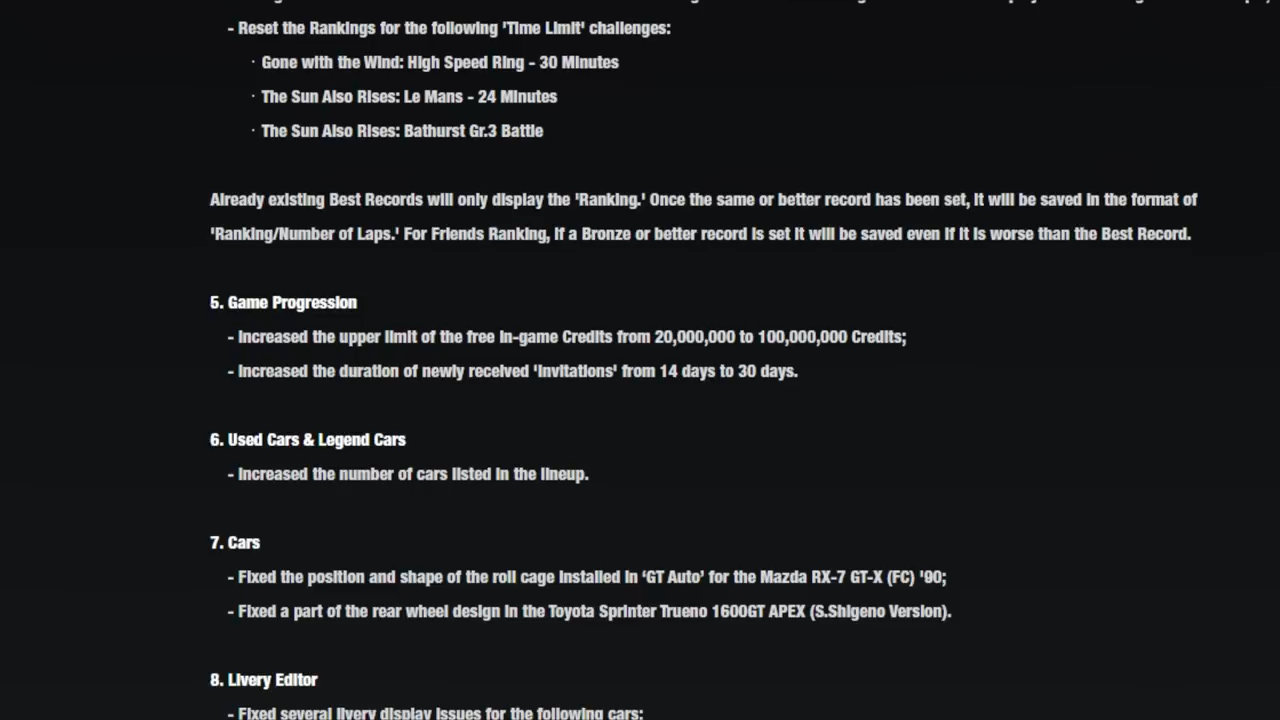 - Reset the Rankings for the following 'Time Limit' challenges:
· Gone with the Wind: High Speed Ring - 30 Minutes
· The Sun Also Rises: Le Mans - 24 Minutes
· The Sun Also Rises: Bathurst Gr.3 Battle
Already existing Best Records will only display the 'Ranking.' Once the same or better record has been set, it will be saved in the format of
'Ranking/Number of Laps.' For Friends Ranking, if a Bronze or better record is set it will be saved even if it is worse than the Best Record.
5. Game Progression
- Increased the upper limit of the free in-game Credits from 20,000,000 to 100,000,000 Credits;
- Increased the duration of newly received 'Invitations' from 14 days to 30 days.
6. Used Cars & Legend Cars
- Increased the number of cars listed in the lineup.
7. Cars
- Fixed the position and shape of the roll cage installed in ‘GT Auto’ for the Mazda RX-7 GT-X (FC) '90;
- Fixed a part of the rear wheel design in the Toyota Sprinter Trueno 1600GT APEX (S.Shigeno Version).
8. Livery Editor
- Fixed several livery display issues for the following cars: